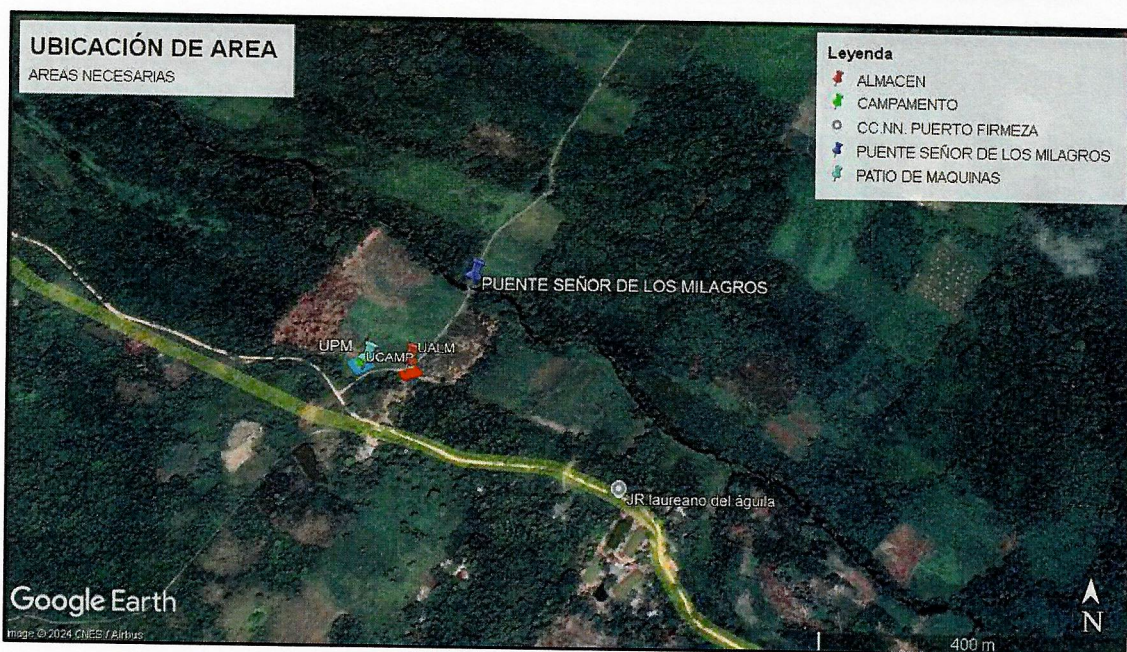 UBICACIÓN DE AREA
AREAS NECESARIAS
Leyenda
ALMACEN
CAMPAMENTO
CC.NN. PUERTO FIRMEZA
PUENTE SEÑOR DE LOS MILAGROS
PATIO DE MAQUINAS
PUENTE SEÑOR DE LOS MILAGROS
UPM
UCAMP
UALM
JR laureano del águila
Google Earth
Image © 2024 CNES / Airbus
N
400 m